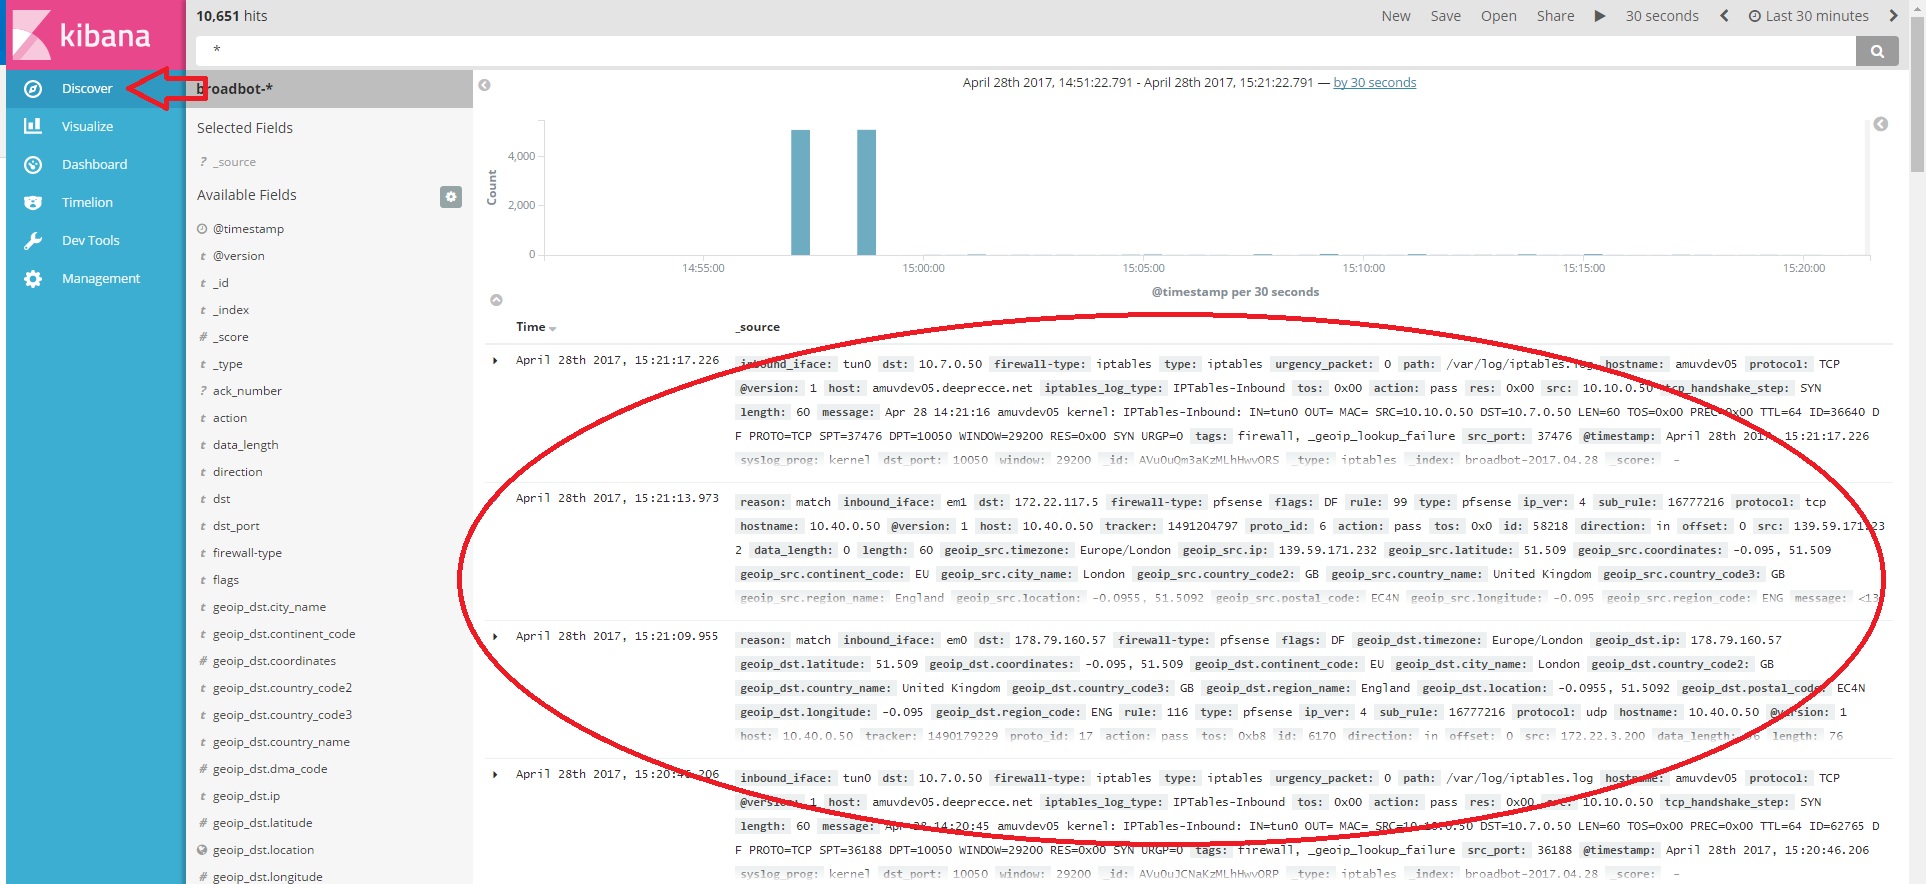 kibana
Discover
Visualize
Dashboard
Timelion
Dev Tools
Management
10,651 hits
New Save Open Share 30 seconds Last 30 minutes
*
broadbot-*
Selected Fields
? _source
Available Fields
@timestamp
t @version
t _id
t _index
# _score
t _type
? ack_number
t action
t data_length
t direction
t dst
t dst_port
t firewall-type
t flags
t geoip_dst.city_name
t geoip_dst.continent_code
# geoip_dst.coordinates
t geoip_dst.country_code2
t geoip_dst.country_code3
t geoip_dst.country_name
# geoip_dst.dma_code
t geoip_dst.ip
# geoip_dst.latitude
geoip_dst.location
# geoip_dst.longitude
April 28th 2017, 14:51:22.791 - April 28th 2017, 15:21:22.791 — by 30 seconds
Count
4,000
2,000
0
14:55:00 15:00:00 15:05:00 15:10:00 15:15:00 15:20:00
@timestamp per 30 seconds
Time _source
April 28th 2017, 15:21:17.226 inbound_iface: tun0 dst: 10.7.0.50 firewall-type: iptables type: iptables urgency_packet: 0 path: /var/log/iptables.log hostname: amuvdev05 protocol: TCP
@version: 1 host: amuvdev05.deeprecce.net iptables_log_type: IPTables-Inbound tos: 0x00 action: pass res: 0x00 src: 10.10.0.50 tcp_handshake_step: SYN
length: 60 message: Apr 28 14:21:16 amuvdev05 kernel: IPTables-Inbound: IN=tun0 OUT= MAC= SRC=10.10.0.50 DST=10.7.0.50 LEN=60 TOS=0x00 PREC=0x00 TTL=64 ID=36640 D
F PROTO=TCP SPT=37476 DPT=10050 WINDOW=29200 RES=0x00 SYN URGP=0 tags: firewall, _geoip_lookup_failure src_port: 37476 @timestamp: April 28th 2017, 15:21:17.226
syslog_prog: kernel dst_port: 10050 window: 29200 _id: AVu0uQm3aKzMLhHwvORS _type: iptables _index: broadbot-2017.04.28 _score: -
April 28th 2017, 15:21:13.973 reason: match inbound_iface: em1 dst: 172.22.117.5 firewall-type: pfsense flags: DF rule: 99 type: pfsense ip_ver: 4 sub_rule: 16777216 protocol: tcp
hostname: 10.40.0.50 @version: 1 host: 10.40.0.50 tracker: 1491204797 proto_id: 6 action: pass tos: 0x0 id: 58218 direction: in offset: 0 src: 139.59.171.23
2 data_length: 0 length: 60 geoip_src.timezone: Europe/London geoip_src.ip: 139.59.171.232 geoip_src.latitude: 51.509 geoip_src.coordinates: -0.095, 51.509
geoip_src.continent_code: EU geoip_src.city_name: London geoip_src.country_code2: GB geoip_src.country_name: United Kingdom geoip_src.country_code3: GB
geoip_src.region_name: England geoip_src.location: -0.0955, 51.5092 geoip_src.postal_code: EC4N geoip_src.longitude: -0.095 geoip_src.region_code: ENG message: <13
April 28th 2017, 15:21:09.955 reason: match inbound_iface: em0 dst: 178.79.160.57 firewall-type: pfsense flags: DF geoip_dst.timezone: Europe/London geoip_dst.ip: 178.79.160.57
geoip_dst.latitude: 51.509 geoip_dst.coordinates: -0.095, 51.509 geoip_dst.continent_code: EU geoip_dst.city_name: London geoip_dst.country_code2: GB
geoip_dst.country_name: United Kingdom geoip_dst.country_code3: GB geoip_dst.region_name: England geoip_dst.location: -0.0955, 51.5092 geoip_dst.postal_code: EC4N
geoip_dst.longitude: -0.095 geoip_dst.region_code: ENG rule: 116 type: pfsense ip_ver: 4 sub_rule: 16777216 protocol: udp hostname: 10.40.0.50 @version: 1
host: 10.40.0.50 tracker: 1490179229 proto_id: 17 action: pass tos: 0xb8 id: 6170 direction: in offset: 0 src: 172.22.3.200 data_length: length: 76
April 28th 2017, 15:20:46.206 inbound_iface: tun0 dst: 10.7.0.50 firewall-type: iptables type: iptables urgency_packet: 0 path: /var/log/iptables.log hostname: amuvdev05 protocol: TCP
@version: 1 host: amuvdev05.deeprecce.net iptables_log_type: IPTables-Inbound tos: 0x00 action: pass res: 0x00 src: 10.10.0.50 tcp_handshake_step: SYN
length: 60 message: Apr 28 14:20:45 amuvdev05 kernel: IPTables-Inbound: IN=tun0 OUT= MAC= SRC=10.10.0.50 DST=10.7.0.50 LEN=60 TOS=0x00 PREC=0x00 TTL=64 ID=62765 D
F PROTO=TCP SPT=36188 DPT=10050 WINDOW=29200 RES=0x00 SYN URGP=0 tags: firewall, _geoip_lookup_failure src_port: 36188 @timestamp: April 28th 2017, 15:20:46.206
syslog_prog: kernel dst_port: 10050 window: 29200 _id: AVu0uJCNaKzMLhHwvORP _type: iptables _index: broadbot-2017.04.28 _score: -